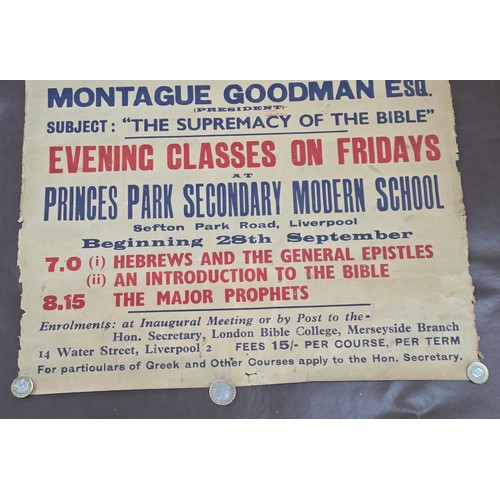 MONTAGUE GOODMAN ESQ.
(PRESIDENT)
SUBJECT: "THE SUPREMACY OF THE BIBLE"
EVENING CLASSES ON FRIDAYS
AT
PRINCES PARK SECONDARY MODERN SCHOOL
Sefton Park Road, Liverpool
Beginning 28th September
7.0 (i) HEBREWS AND THE GENERAL EPISTLES
(ii) AN INTRODUCTION TO THE BIBLE
8.15 THE MAJOR PROPHETS
Enrolments: at Inaugural Meeting or by Post to the-
Hon. Secretary, London Bible College, Merseyside Branch
14 Water Street, Liverpool 2 FEES 15/- PER COURSE, PER TERM
For particulars of Greek and Other Courses apply to the Hon. Secretary.